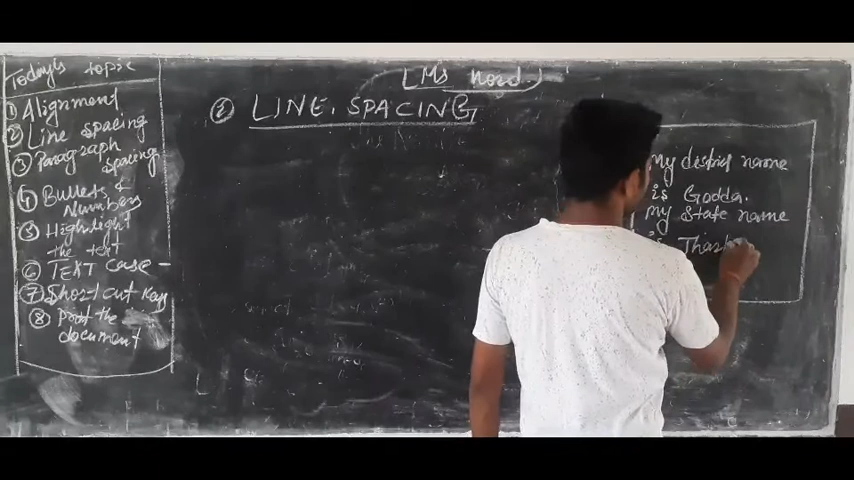 Today's topic
① Alignment
② Line spacing
③ Paragraph
spacing
④ Bullets &
Numbers
⑤ Highlight
the text
⑥ TEXT Case
⑦ Short cut Key
⑧ Print the
document
LMs word
② LINE. SPACING
my district name
is Godda.
my State name
is Jhar